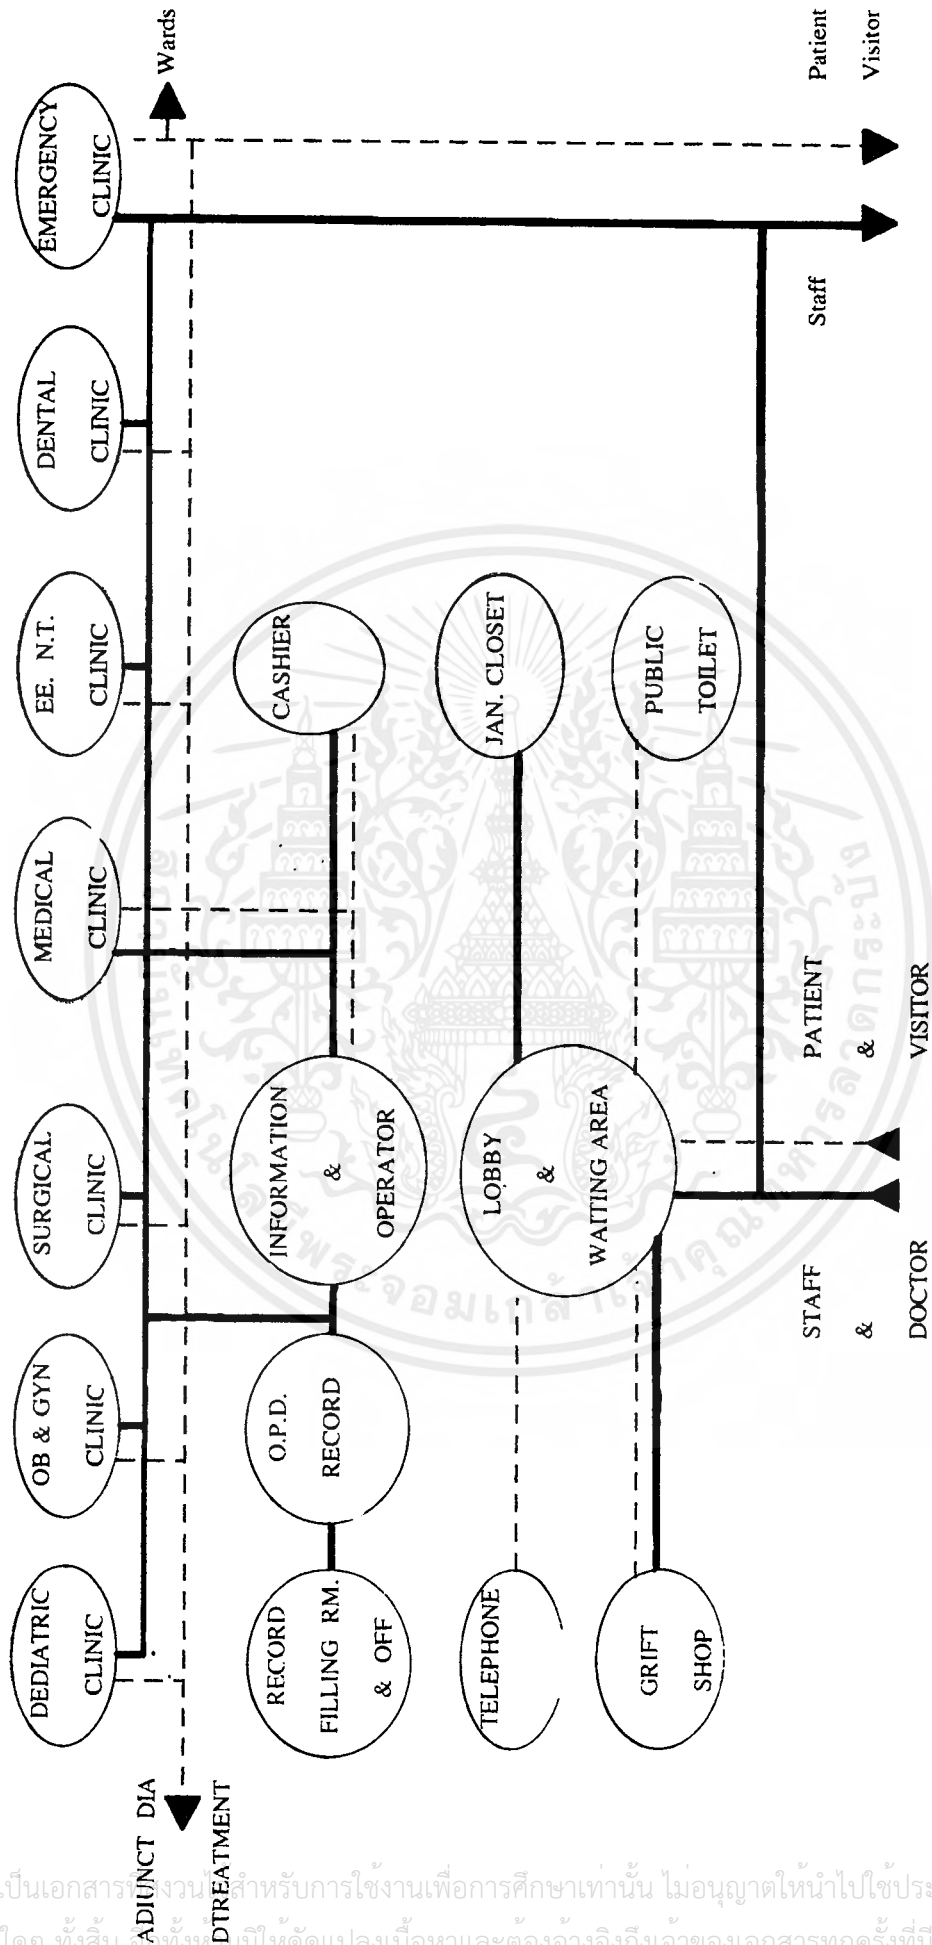 DEDIATRIC
CLINIC
OB & GYN
CLINIC
SURGICAL
CLINIC
MEDICAL
CLINIC
EE. N.T.
CLINIC
DENTAL
CLINIC
EMERGENCY
CLINIC
Wards
ADIUNCT DIA
DTREATMENT
RECORD
FILLING RM.
& OFF
O.P.D.
RECORD
INFORMATION
&
OPERATOR
CASHIER
TELEPHONE
LOBBY
&
WAITING AREA
JAN. CLOSET
GRIFT
SHOP
PUBLIC
TOILET
STAFF
&
DOCTOR
PATIENT
&
VISITOR
Staff
Patient
Visitor